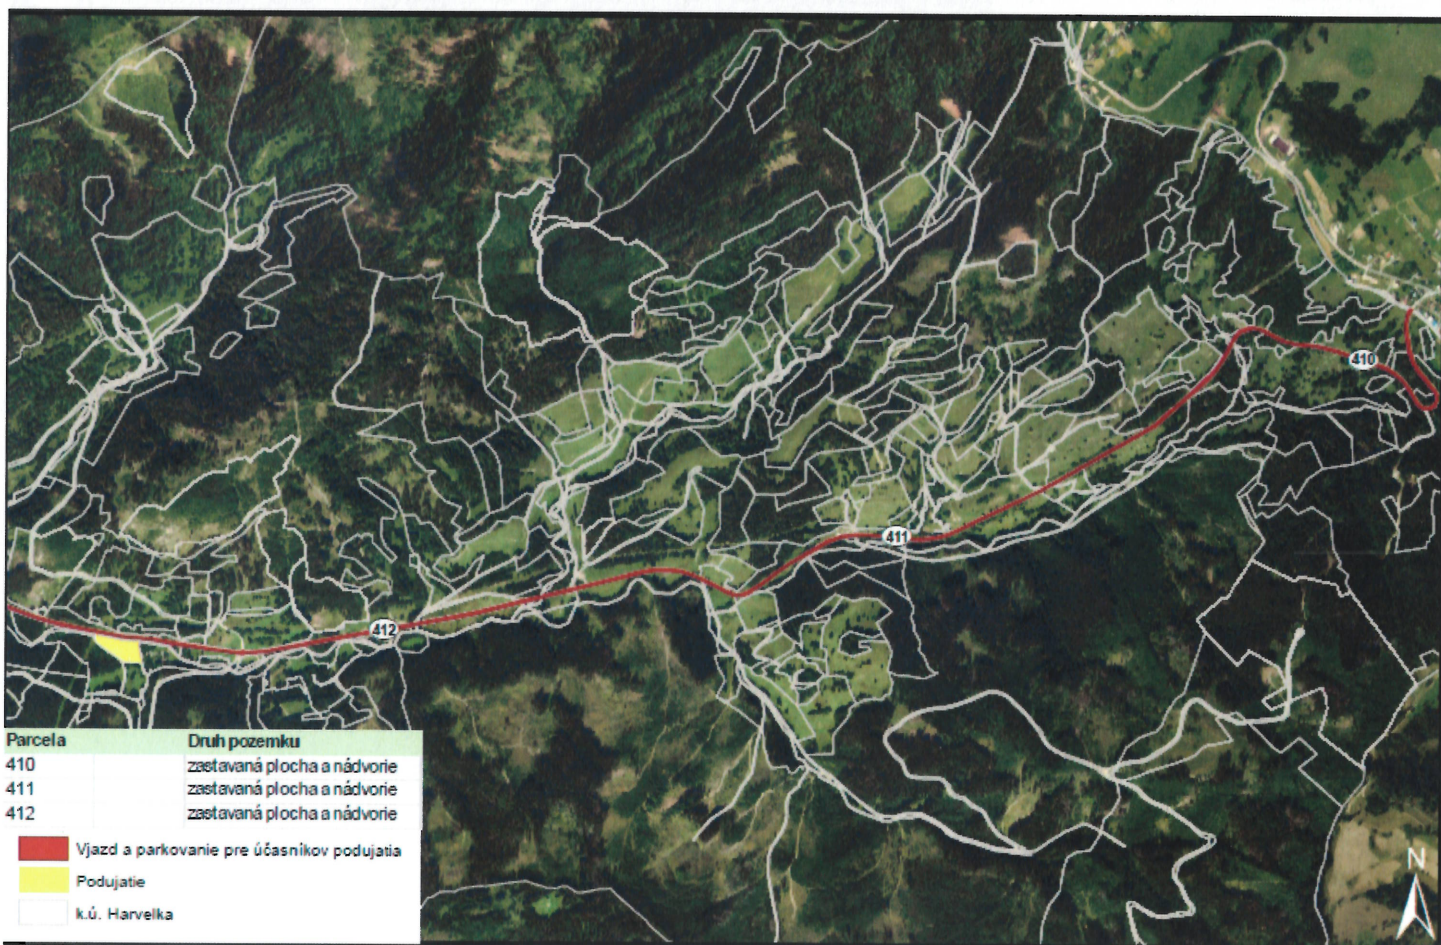 410
411
412
Parcela Druh pozemku
410 zastavaná plocha a nádvorie
411 zastavaná plocha a nádvorie
412 zastavaná plocha a nádvorie
Vjazd a parkovanie pre účasníkov podujatia
Podujatie
k.ú. Harvelka
N